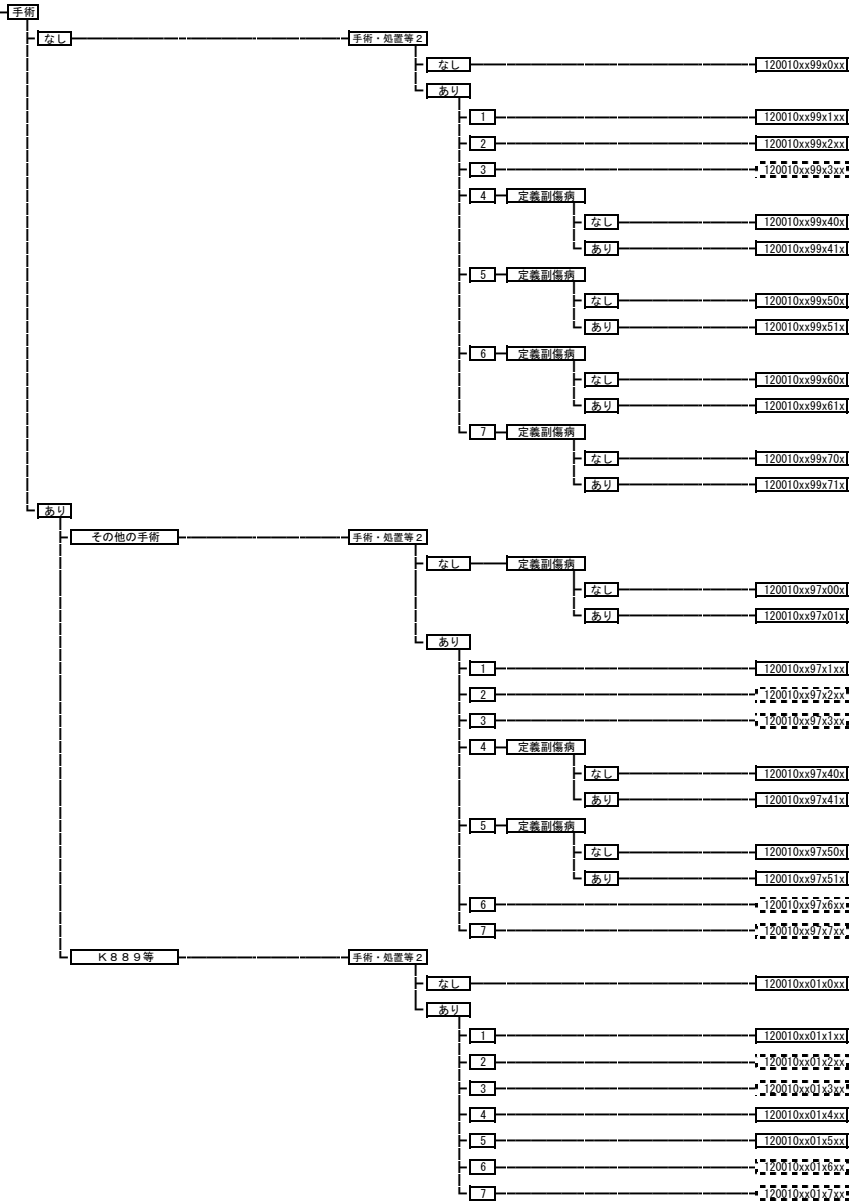 手術
なし 手術・処置等2
なし 120010xx99x0xx
あり
1 120010xx99x1xx
2 120010xx99x2xx
3 120010xx99x3xx
4 定義副傷病
なし 120010xx99x40x
あり 120010xx99x41x
5 定義副傷病
なし 120010xx99x50x
あり 120010xx99x51x
6 定義副傷病
なし 120010xx99x60x
あり 120010xx99x61x
7 定義副傷病
なし 120010xx99x70x
あり 120010xx99x71x
あり
その他の手術 手術・処置等2
なし 定義副傷病
なし 120010xx97x00x
あり 120010xx97x01x
あり
1 120010xx97x1xx
2 120010xx97x2xx
3 120010xx97x3xx
4 定義副傷病
なし 120010xx97x40x
あり 120010xx97x41x
5 定義副傷病
なし 120010xx97x50x
あり 120010xx97x51x
6 120010xx97x6xx
7 120010xx97x7xx
K889等 手術・処置等2
なし 120010xx01x0xx
あり
1 120010xx01x1xx
2 120010xx01x2xx
3 120010xx01x3xx
4 120010xx01x4xx
5 120010xx01x5xx
6 120010xx01x6xx
7 120010xx01x7xx